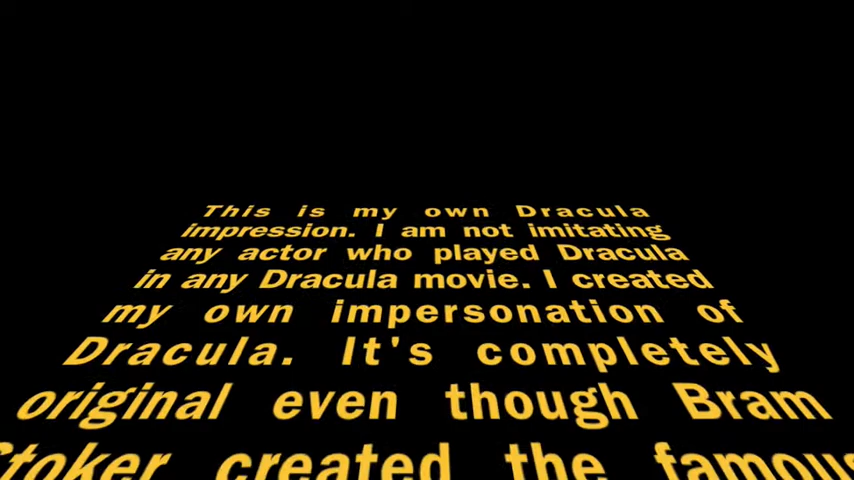 This is my own Dracula
impression. I am not imitating
any actor who played Dracula
in any Dracula movie. I created
my own impersonation of
Dracula. It's completely
original even though Bram
Stoker created the famous